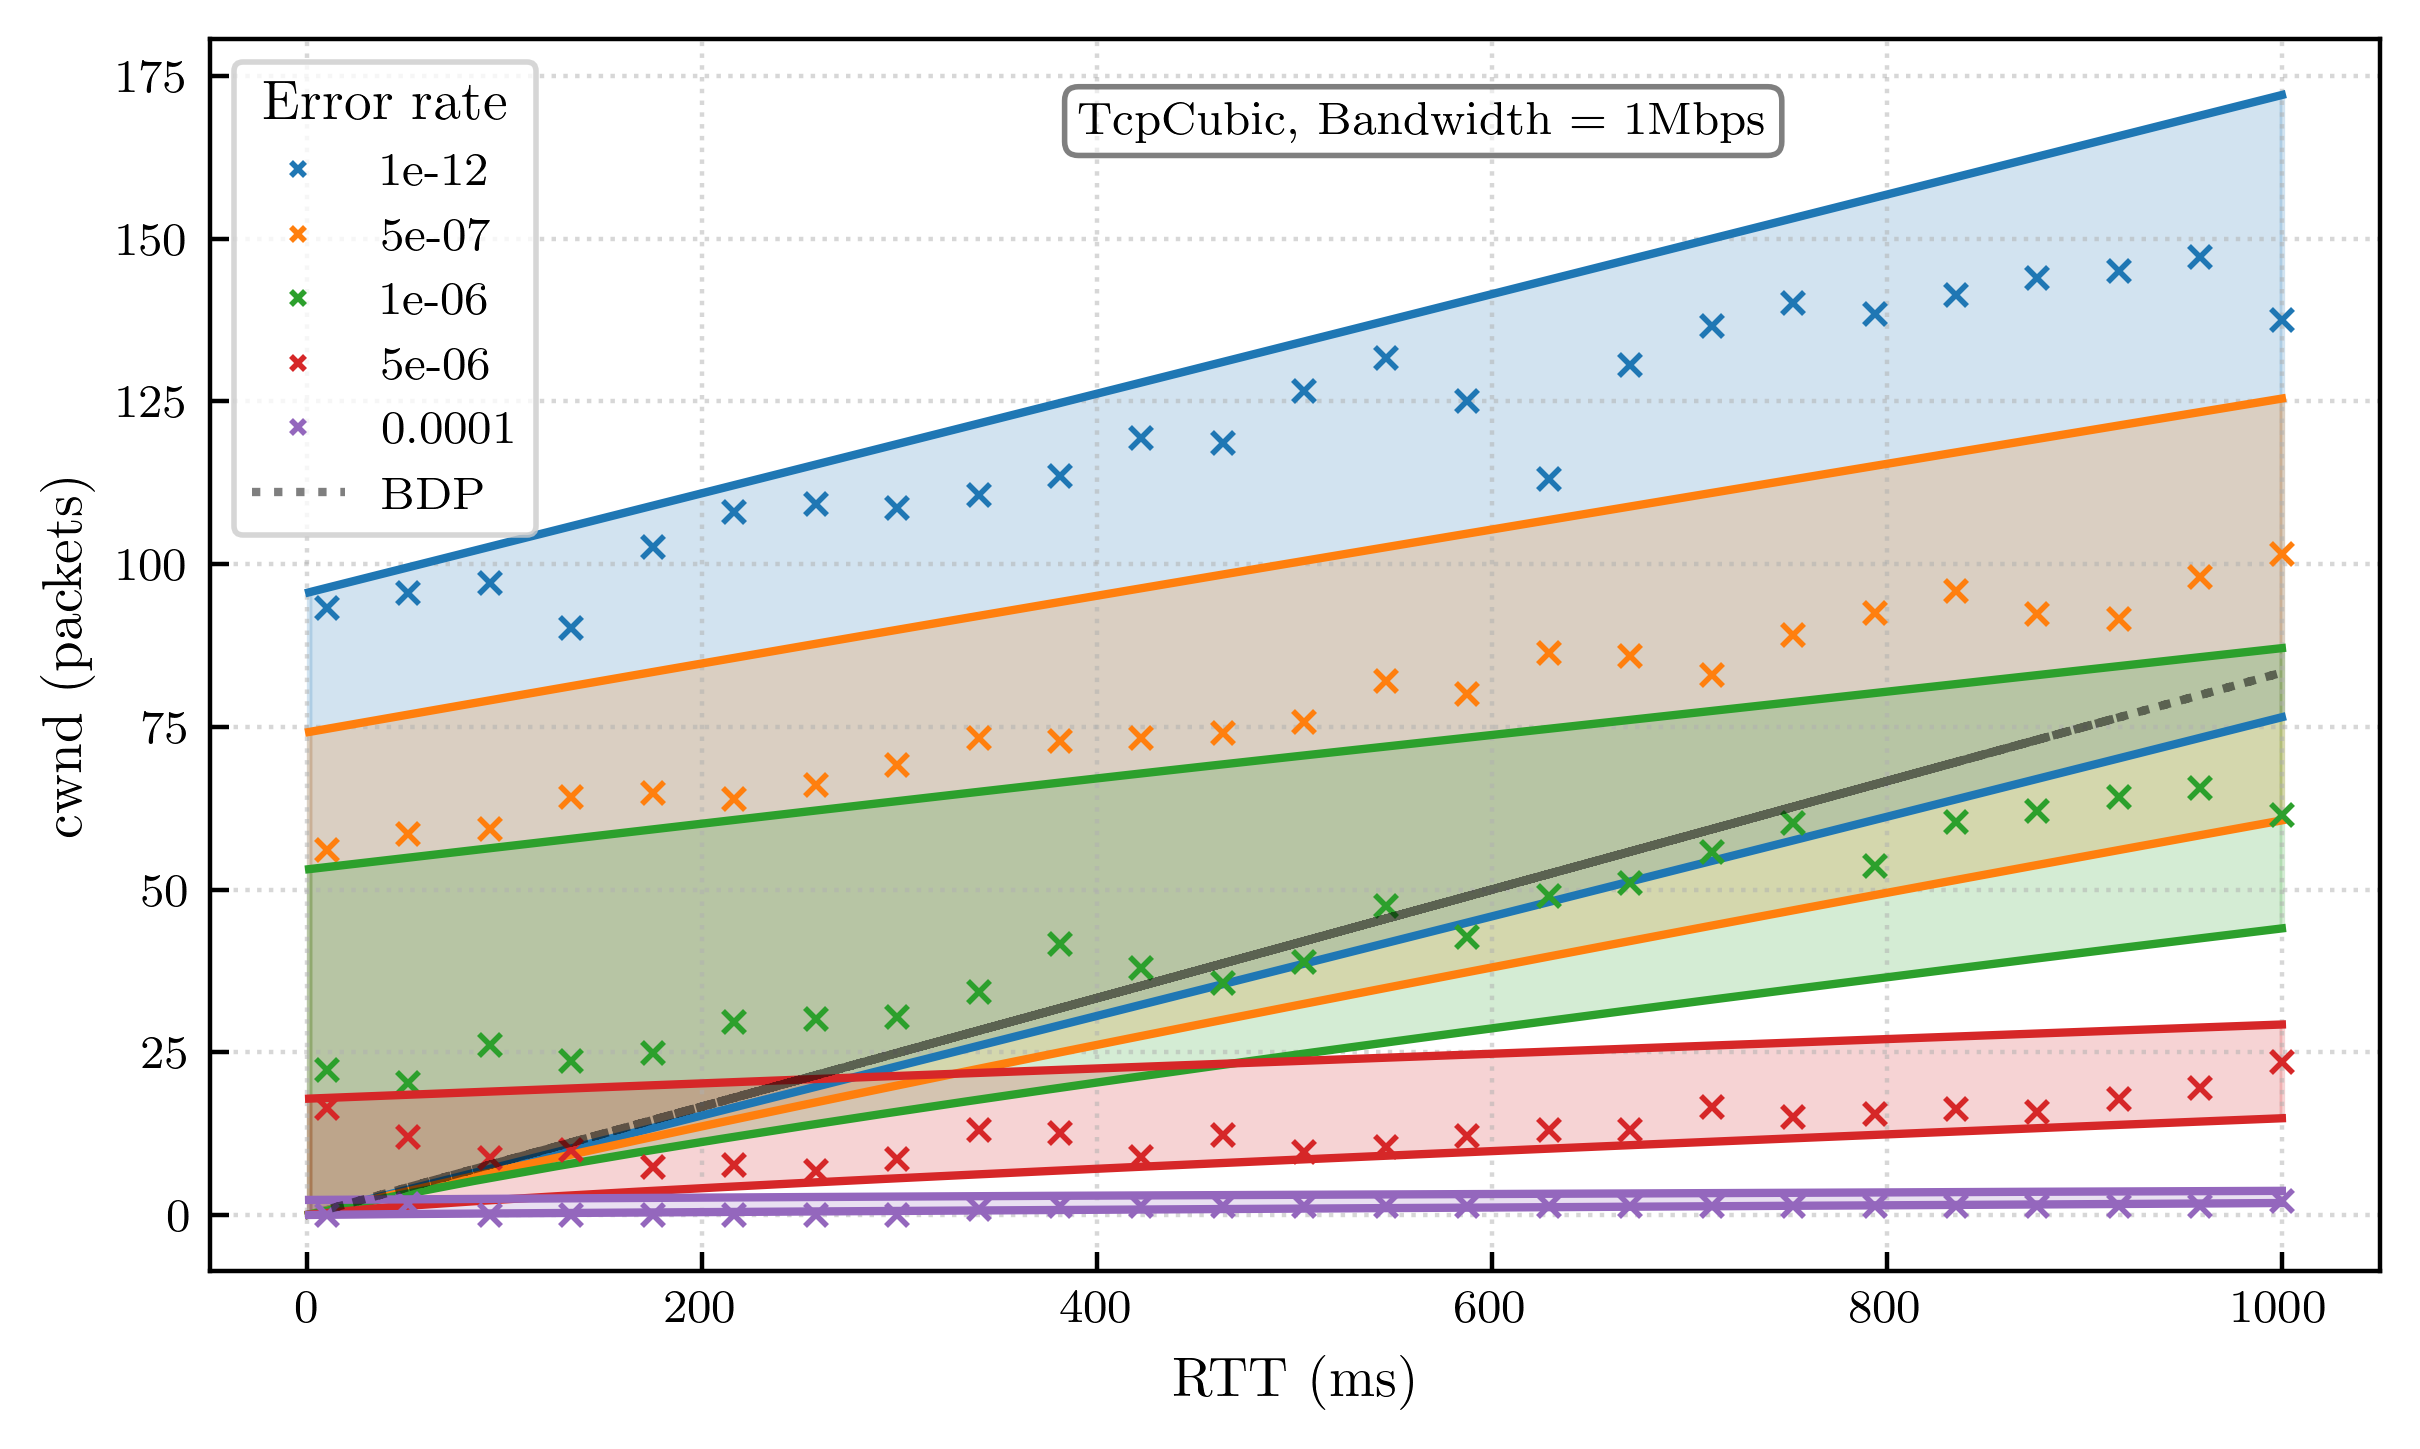 TcpCubic, Bandwidth = 1Mbps
Error rate
1e-12
5e-07
1e-06
5e-06
0.0001
BDP
175
150
125
100
75
50
25
0
cwnd (packets)
0 200 400 600 800 1000
RTT (ms)